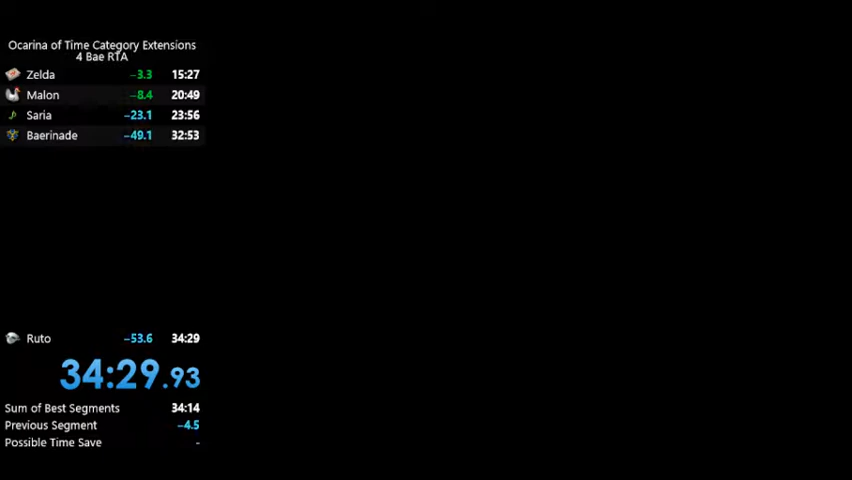 Ocarina of Time Category Extensions
4 Bae RTA
Zelda −3.3 15:27
Malon −8.4 20:49
Saria −23.1 23:56
Baerinade −49.1 32:53
Ruto −53.6 34:29
34:29.93
Sum of Best Segments 34:14
Previous Segment −4.5
Possible Time Save -